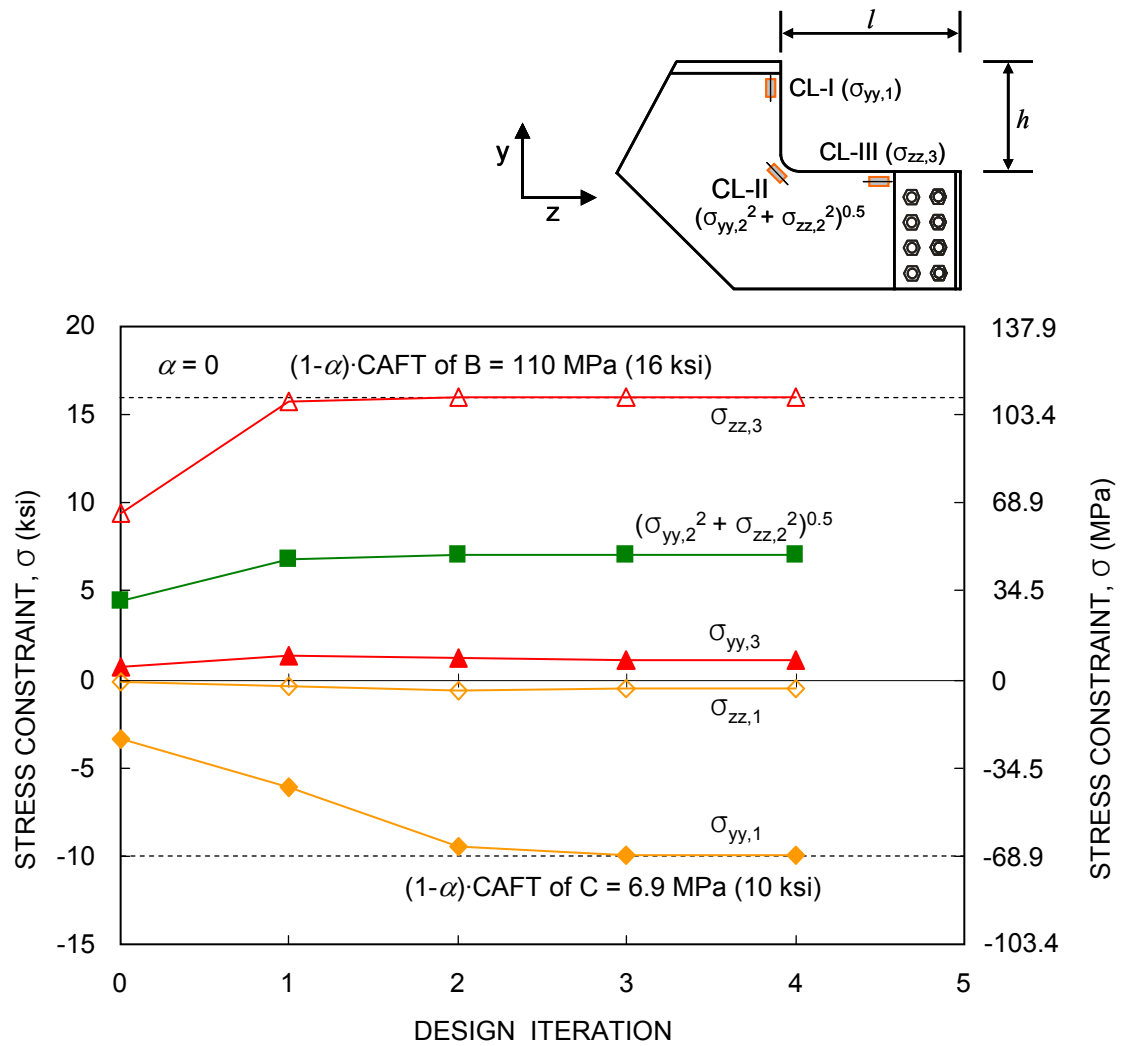 l
h
CL-I (σyy,1)
CL-III (σzz,3)
CL-II
(σyy,2² + σzz,2²)0.5
y
z
20
15
10
5
0
-5
-10
-15
137.9
103.4
68.9
34.5
0
-34.5
-68.9
-103.4
STRESS CONSTRAINT, σ (ksi)
STRESS CONSTRAINT, σ (MPa)
α = 0
(1-α)·CAFT of B = 110 MPa (16 ksi)
σzz,3
(σyy,2² + σzz,2²)0.5
σyy,3
σzz,1
σyy,1
(1-α)·CAFT of C = 6.9 MPa (10 ksi)
0 1 2 3 4 5
DESIGN ITERATION